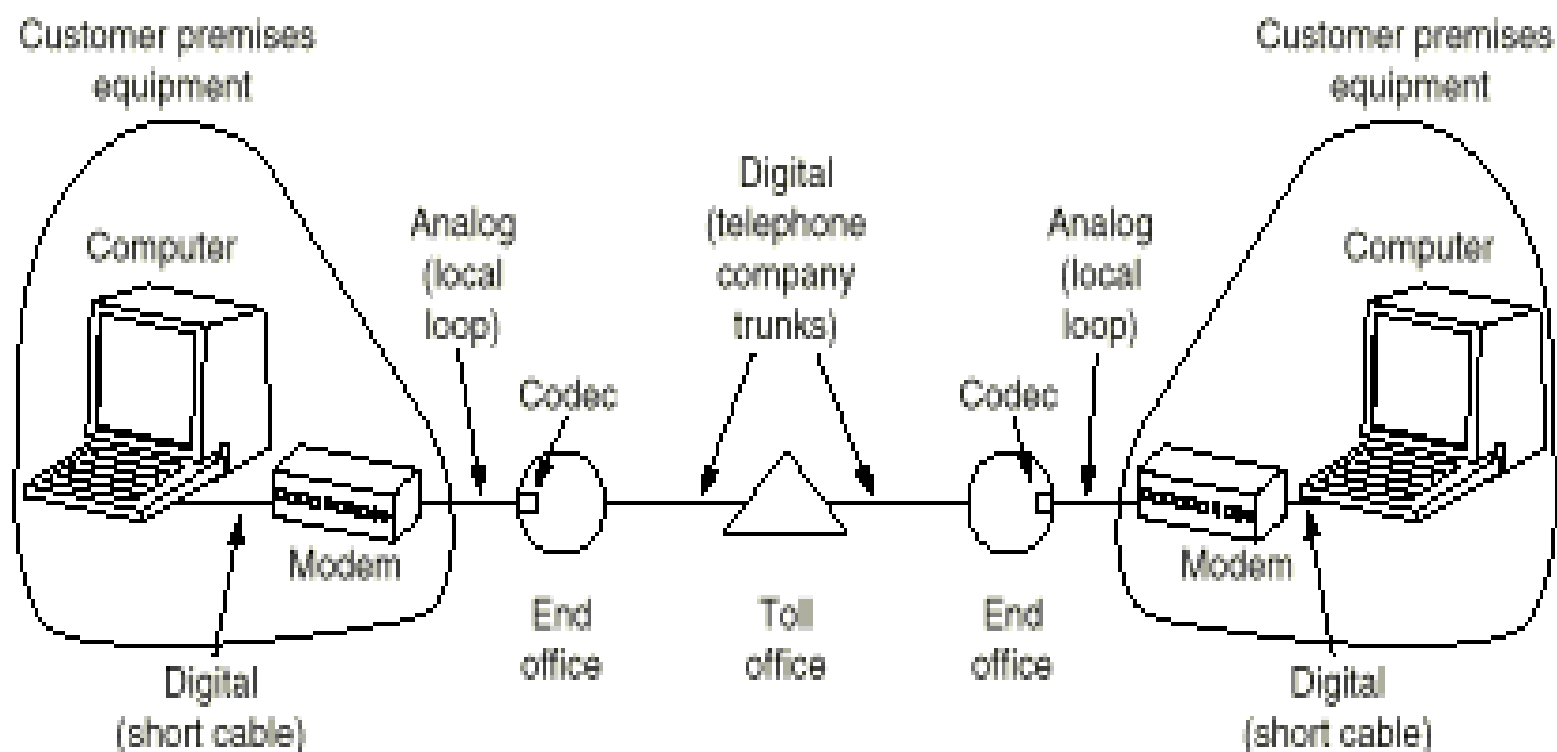 Customer premises
equipment
Customer premises
equipment
Computer
Analog
(local
loop)
Digital
(telephone
company
trunks)
Analog
(local
loop)
Computer
Codec
Codec
Modem
Modem
End
office
Toll
office
End
office
Digital
(short cable)
Digital
(short cable)